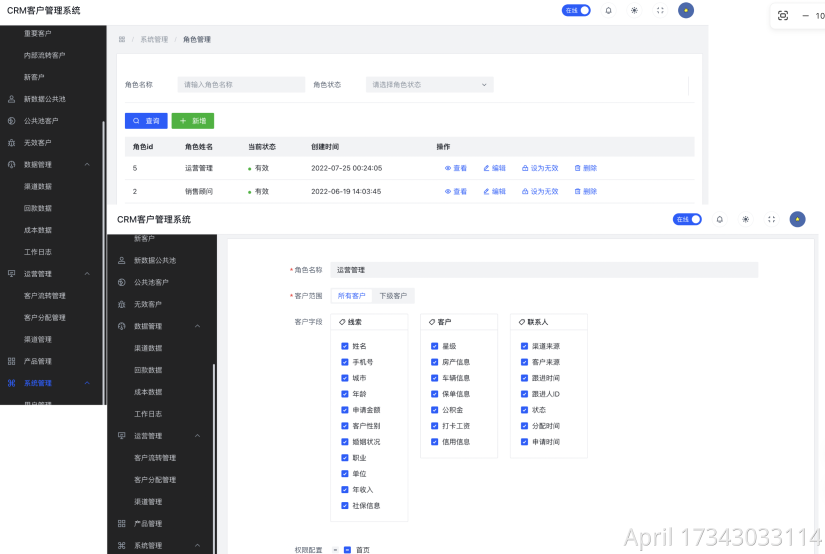 CRM客户管理系统
在线
10
重要客户
内部流转客户
新客户
新数据公共池
公共池客户
无效客户
数据管理
渠道数据
回款数据
成本数据
工作日志
运营管理
客户流转管理
客户分配管理
渠道管理
产品管理
系统管理
用户管理
/ 系统管理 / 角色管理
角色名称 请输入角色名称 角色状态 请选择角色状态
查询 新增
角色id 角色姓名 当前状态 创建时间 操作
5 运营管理 有效 2022-07-25 00:24:05 查看 编辑 设为无效 删除
2 销售顾问 有效 2022-06-19 14:03:45 查看 编辑 设为无效 删除
CRM客户管理系统
在线
新客户
新数据公共池
公共池客户
无效客户
数据管理
渠道数据
回款数据
成本数据
工作日志
运营管理
客户流转管理
客户分配管理
渠道管理
产品管理
系统管理
*角色名称 运营管理
*客户范围 所有客户 下级客户
客户字段
线索
姓名
手机号
城市
年龄
申请金额
客户性别
婚姻状况
职业
单位
年收入
社保信息
客户
星级
房产信息
车辆信息
保单信息
公积金
打卡工资
信用信息
联系人
渠道来源
客户来源
跟进时间
跟进人ID
状态
分配时间
申请时间
权限配置 首页
April 17343033114